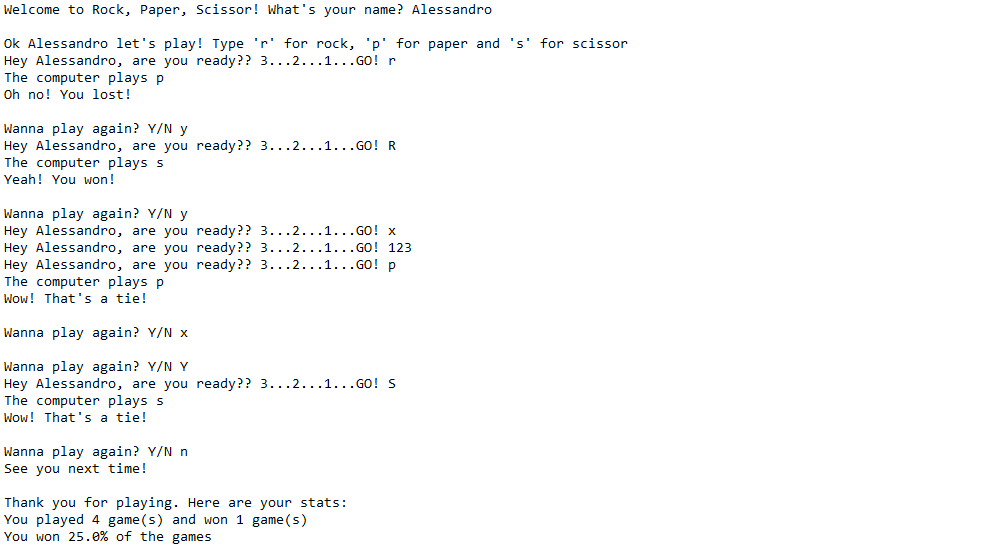 Welcome to Rock, Paper, Scissor! What's your name? Alessandro
Ok Alessandro let's play! Type 'r' for rock, 'p' for paper and 's' for scissor
Hey Alessandro, are you ready?? 3...2...1...GO! r
The computer plays p
Oh no! You lost!
Wanna play again? Y/N y
Hey Alessandro, are you ready?? 3...2...1...GO! R
The computer plays s
Yeah! You won!
Wanna play again? Y/N y
Hey Alessandro, are you ready?? 3...2...1...GO! x
Hey Alessandro, are you ready?? 3...2...1...GO! 123
Hey Alessandro, are you ready?? 3...2...1...GO! p
The computer plays p
Wow! That's a tie!
Wanna play again? Y/N x
Wanna play again? Y/N Y
Hey Alessandro, are you ready?? 3...2...1...GO! S
The computer plays s
Wow! That's a tie!
Wanna play again? Y/N n
See you next time!
Thank you for playing. Here are your stats:
You played 4 game(s) and won 1 game(s)
You won 25.0% of the games